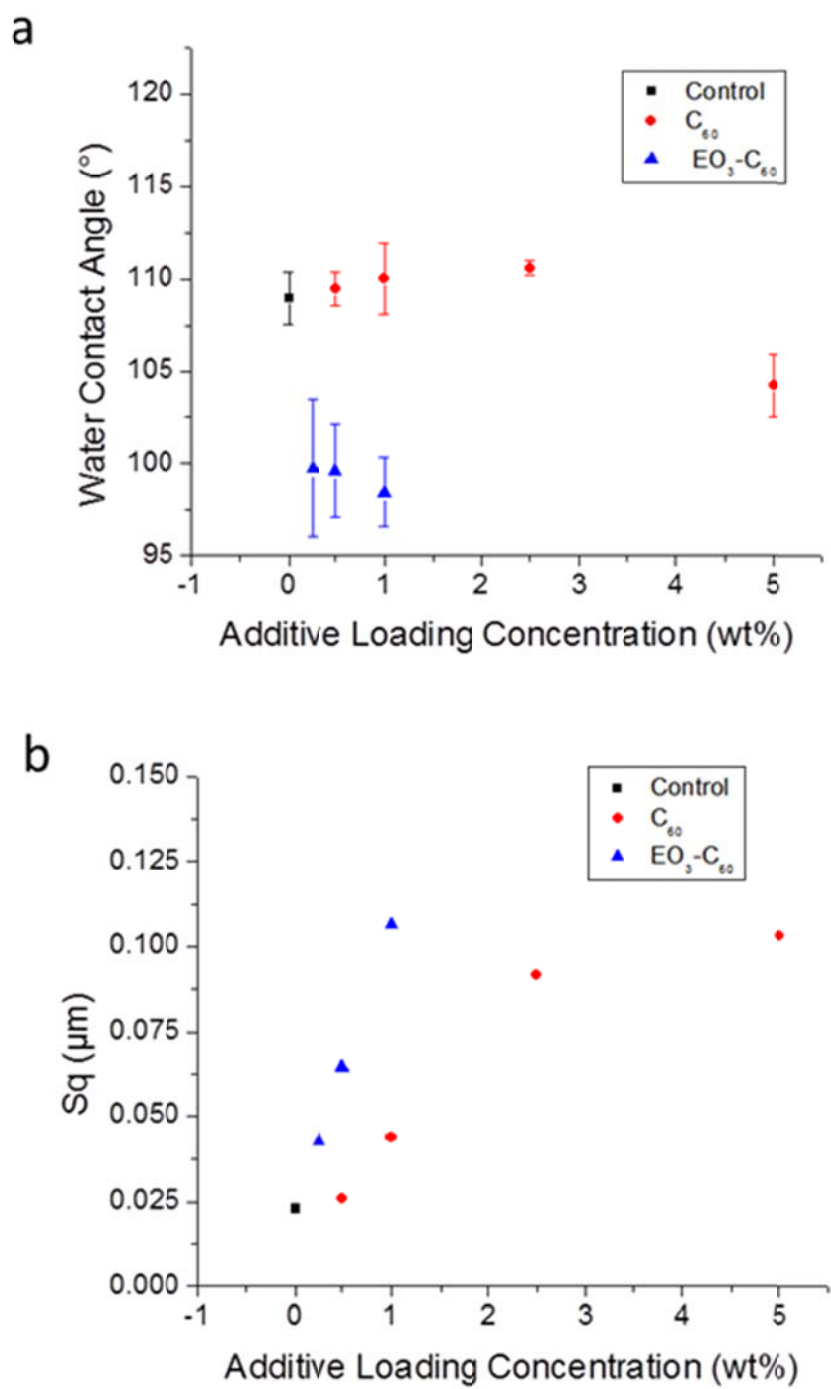 a
120
115
110
105
100
95
Water Contact Angle (°)
Control
C₆₀
EO₃-C₆₀
-1 0 1 2 3 4 5
Additive Loading Concentration (wt%)
b
0.150
0.125
0.100
0.075
0.050
0.025
0.000
Sq (µm)
Control
C₆₀
EO₃-C₆₀
-1 0 1 2 3 4 5
Additive Loading Concentration (wt%)